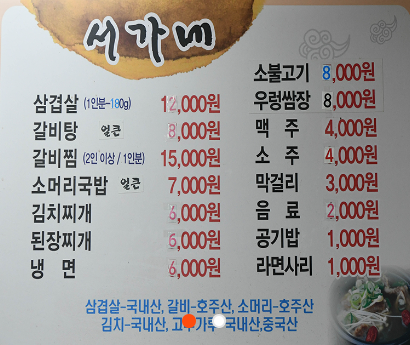 서가네
삼겹살 (1인분-180g) 12,000원
갈비탕 얼큰 8,000원
갈비찜 (2인 이상 / 1인분) 15,000원
소머리국밥 얼큰 7,000원
김치찌개 6,000원
된장찌개 6,000원
냉 면 6,000원
소불고기 8,000원
우렁쌈장 8,000원
맥 주 4,000원
소 주 4,000원
막걸리 3,000원
음 료 2,000원
공기밥 1,000원
라면사리 1,000원
삼겹살-국내산, 갈비-호주산, 소머리-호주산
김치-국내산, 국내산,중국산